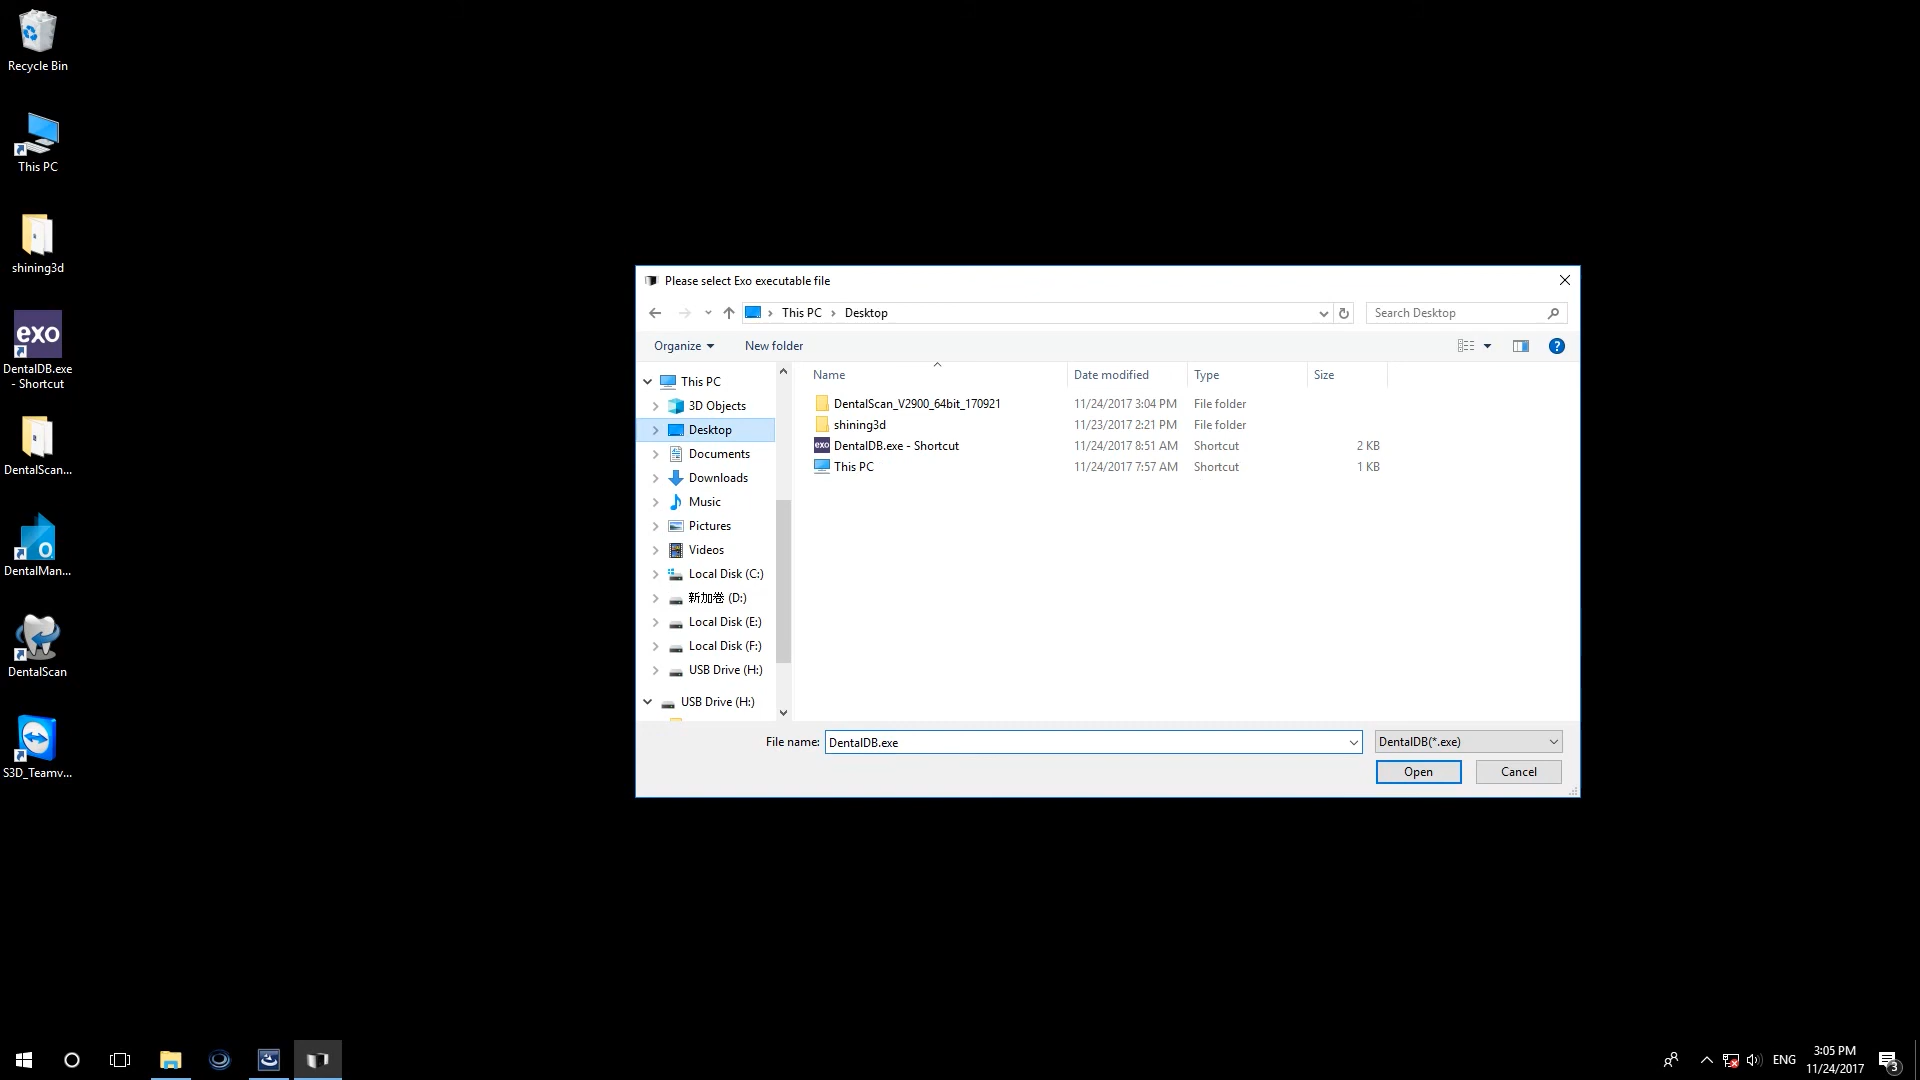 Recycle Bin
This PC
shining3d
exo
DentalDB.exe
- Shortcut
DentalScan...
DentalMan...
DentalScan
S3D_Teamv...
Please select Exo executable file
This PC > Desktop
Search Desktop
Organize
New folder
?
This PC
3D Objects
Desktop
Documents
Downloads
Music
Pictures
Videos
Local Disk (C:)
新加卷 (D:)
Local Disk (E:)
Local Disk (F:)
USB Drive (H:)
USB Drive (H:)
Name Date modified Type Size
DentalScan_V2900_64bit_170921 11/24/2017 3:04 PM File folder
shining3d 11/23/2017 2:21 PM File folder
exo DentalDB.exe - Shortcut 11/24/2017 8:51 AM Shortcut 2 KB
This PC 11/24/2017 7:57 AM Shortcut 1 KB
File name: DentalDB.exe
DentalDB(*.exe)
Open
Cancel
ENG
3:05 PM
11/24/2017
3